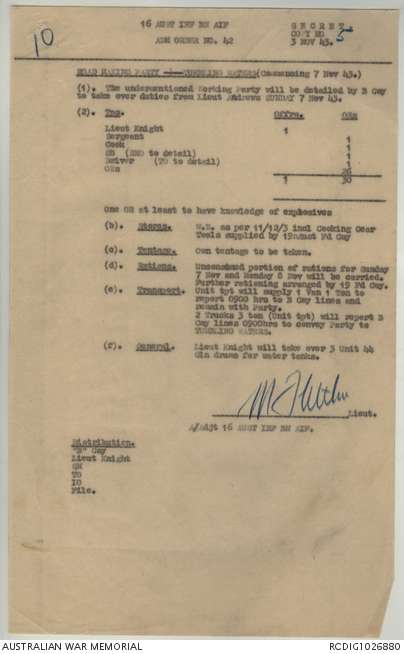 10
16 AUST INF BN AIF
SECRET
COPY NO 5
ADM ORDER NO. 42
3 NOV 43.
ROAD MAKING PARTY - TUMBLING WATERS (Commencing 7 Nov 43.)
(1). The undermentioned Working Party will be detailed by B Coy
to take over duties from Lieut Andrews SUNDAY 7 Nov 43.
(2). Offrs. ORs
Lieut Knight 1
Sergeant 1
Cook 1
(RMO to detail) 1
Driver (TO to detail) 1
ORs 26
1 30
One OR at least to have knowledge of explosives
(b). Stores. W.E. as per 11/12/3 incl Cooking Gear
Tools supplied by 19 Aust Fd Coy
(c). Tentage. Own tentage to be taken.
(d). Rations. Unconsumed portion of rations for Sunday
7 Nov and Monday 8 Nov will be carried.
Further rationing arranged by 19 Fd Coy.
(e). Transport. Unit tpt will supply 1 Van 1 Ton to
report 0900 hrs to B Coy lines and
remain with Party.
2 Trucks 3 ton (Unit tpt) will report B
Coy lines 0900hrs to convey Party to
TUMBLING WATERS.
(f). General. Lieut Knight will take over 3 Unit 44
Gln drums for water tanks.
Lieut.
A/Adjt 16 AUST INF BN AIF.
Distribution.
"B" Coy
Lieut Knight
QM
TO
IO
File.
AUSTRALIAN WAR MEMORIAL
RCDIG1026880